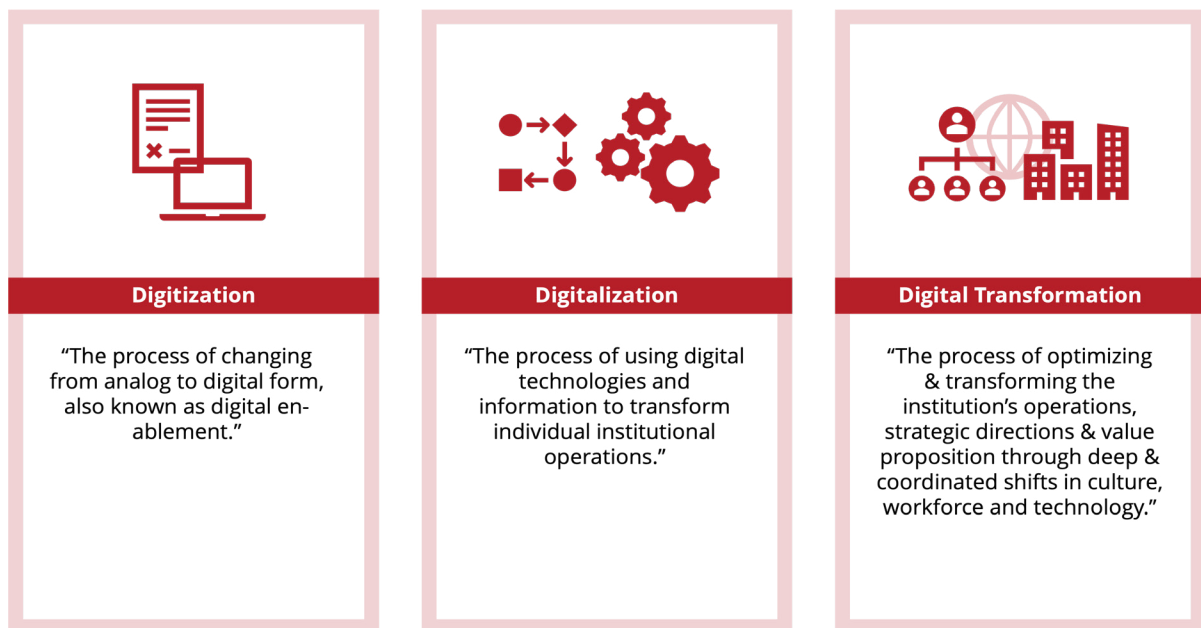 Digitization
“The process of changing
from analog to digital form,
also known as digital en-
ablement.”
Digitalization
“The process of using digital
technologies and
information to transform
individual institutional
operations.”
Digital Transformation
“The process of optimizing
& transforming the
institution’s operations,
strategic directions & value
proposition through deep &
coordinated shifts in culture,
workforce and technology.”